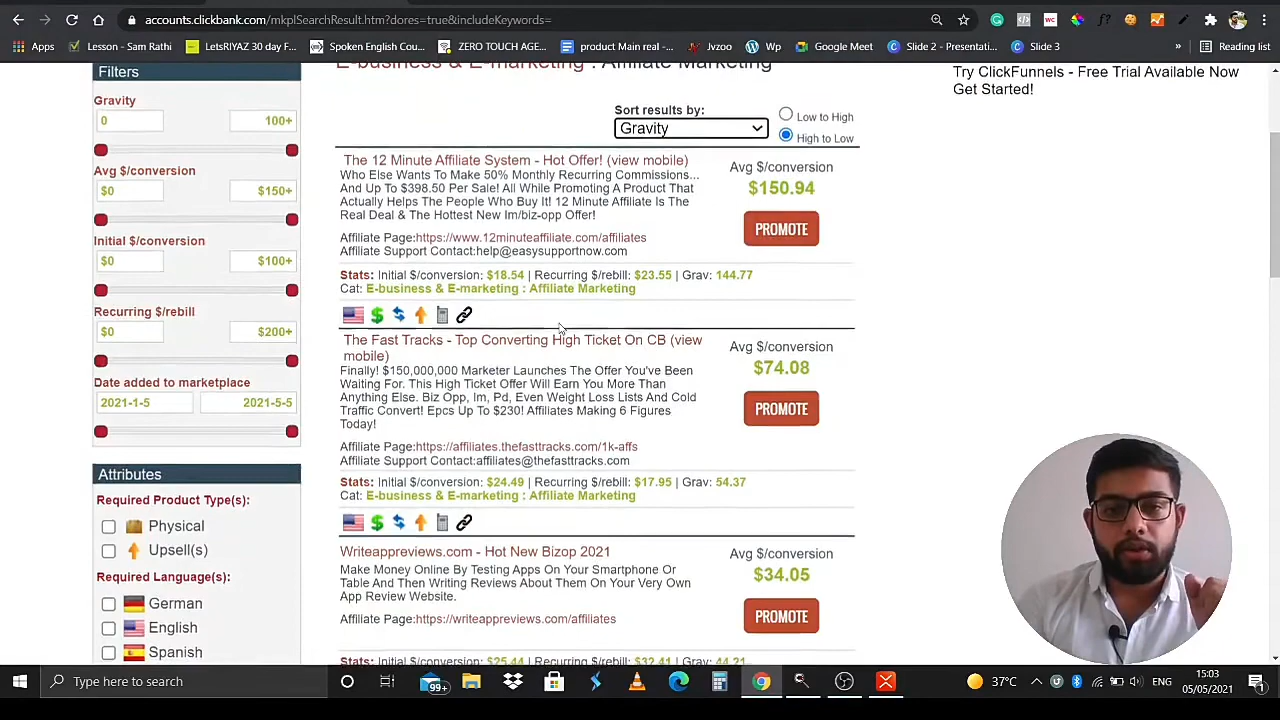 accounts.clickbank.com/mkplSearchResult.htm?dores=true&includeKeywords=
Apps
Lesson - Sam Rathi
LetsRIYAZ 30 day F...
Spoken English Cou...
ZERO TOUCH AGE...
product Main real -...
Jvzoo
Wp
Google Meet
Slide 2 - Presentati...
Slide 3
»
Reading list
Filters
Gravity
0 100+
Avg $/conversion
$0 $150+
Initial $/conversion
$0 $100+
Recurring $/rebill
$0 $200+
Date added to marketplace
2021-1-5 2021-5-5
Attributes
Required Product Type(s):
Physical
Upsell(s)
Required Language(s):
German
English
Spanish
E-business & E-marketing : Affiliate Marketing
Sort results by:
Gravity
Low to High
High to Low
The 12 Minute Affiliate System - Hot Offer! (view mobile)
Who Else Wants To Make 50% Monthly Recurring Commissions...
And Up To $398.50 Per Sale! All While Promoting A Product That
Actually Helps The People Who Buy It! 12 Minute Affiliate Is The
Real Deal & The Hottest New Im/biz-opp Offer!
Affiliate Page:https://www.12minuteaffiliate.com/affiliates
Affiliate Support Contact:help@easysupportnow.com
Avg $/conversion
$150.94
PROMOTE
Stats: Initial $/conversion: $18.54 | Recurring $/rebill: $23.55 | Grav: 144.77
Cat: E-business & E-marketing : Affiliate Marketing
The Fast Tracks - Top Converting High Ticket On CB (view
mobile)
Finally! $150,000,000 Marketer Launches The Offer You've Been
Waiting For. This High Ticket Offer Will Earn You More Than
Anything Else. Biz Opp, Im, Pd, Even Weight Loss Lists And Cold
Traffic Convert! Epcs Up To $230! Affiliates Making 6 Figures
Today!
Affiliate Page:https://affiliates.thefasttracks.com/1k-affs
Affiliate Support Contact:affiliates@thefasttracks.com
Avg $/conversion
$74.08
PROMOTE
Stats: Initial $/conversion: $24.49 | Recurring $/rebill: $17.95 | Grav: 54.37
Cat: E-business & E-marketing : Affiliate Marketing
Writeappreviews.com - Hot New Bizop 2021
Make Money Online By Testing Apps On Your Smartphone Or
Table And Then Writing Reviews About Them On Your Very Own
App Review Website.
Affiliate Page:https://writeappreviews.com/affiliates
Avg $/conversion
$34.05
PROMOTE
Stats: Initial $/conversion: $25.44 | Recurring $/rebill: $32.41 | Grav: 44.21
Try ClickFunnels - Free Trial Available Now
Get Started!
Type here to search
99+
37°C
ENG
15:03
05/05/2021